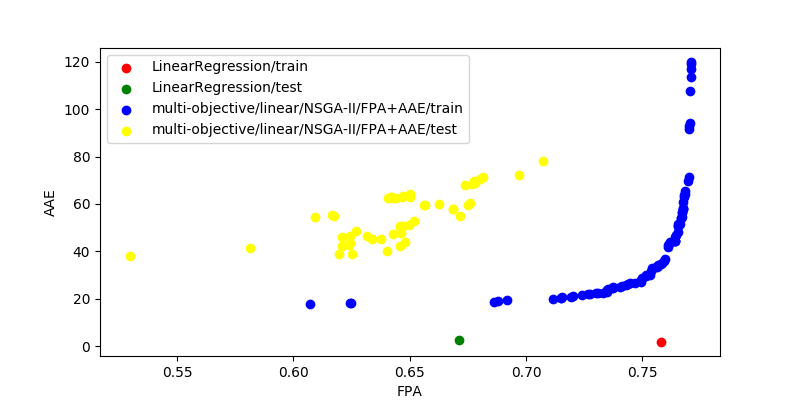 LinearRegression/train
LinearRegression/test
multi-objective/linear/NSGA-II/FPA+AAE/train
multi-objective/linear/NSGA-II/FPA+AAE/test
120
100
80
60
40
20
0
AAE
0.55 0.60 0.65 0.70 0.75
FPA